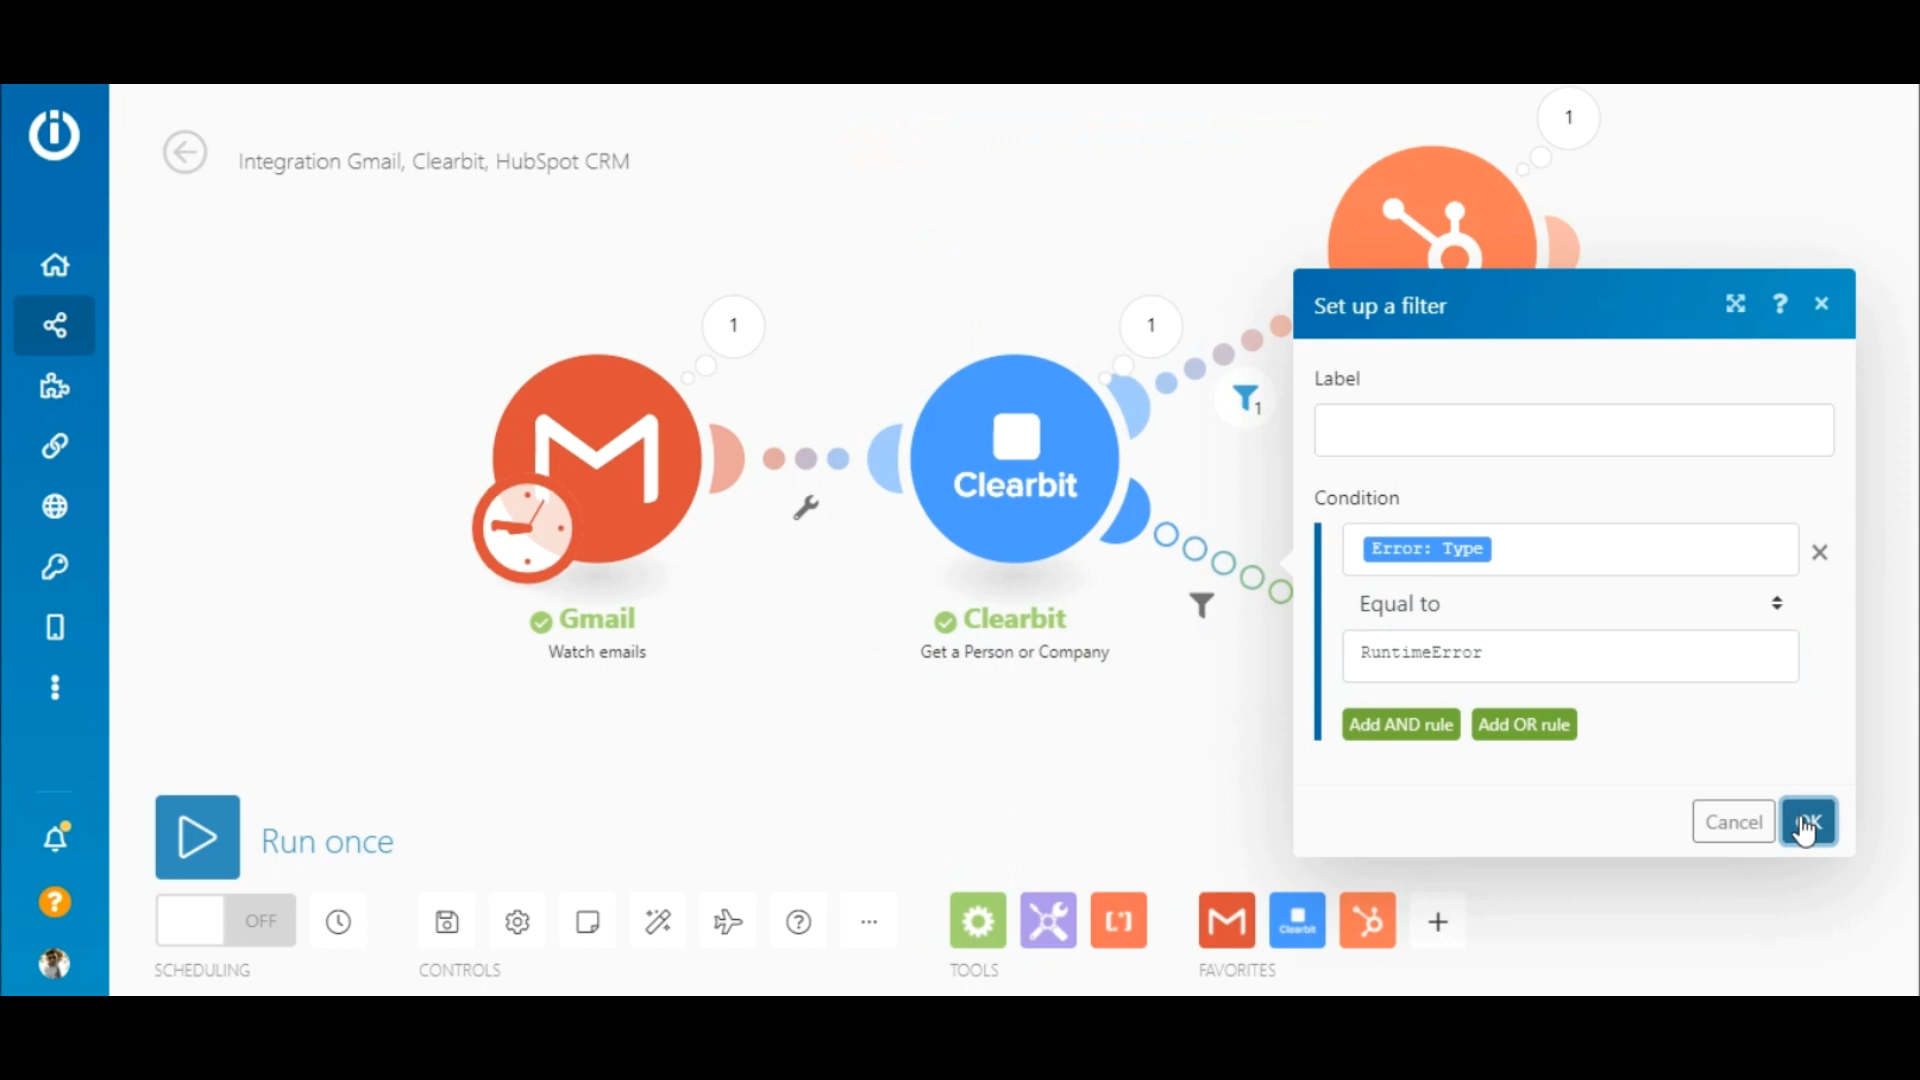 Integration Gmail, Clearbit, HubSpot CRM
1
1
1
1
Clearbit
Gmail
Watch emails
Clearbit
Get a Person or Company
Set up a filter
?
Label
Condition
Error: Type
Equal to
RuntimeError
Add AND rule
Add OR rule
Cancel
OK
Run once
OFF
SCHEDULING
CONTROLS
TOOLS
Clearbit
FAVORITES